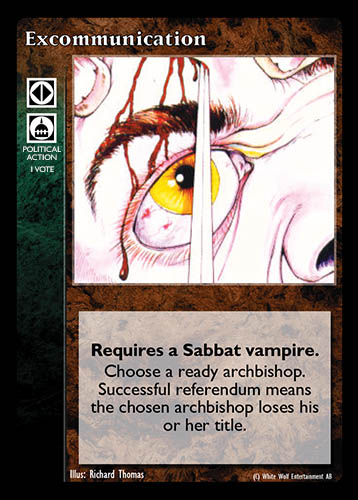 Excommunication
POLITICAL
ACTION
1 VOTE
Requires a Sabbat vampire.
Choose a ready archbishop.
Successful referendum means
the chosen archbishop loses his
or her title.
Illus: Richard Thomas
(C) White Wolf Entertainment AB